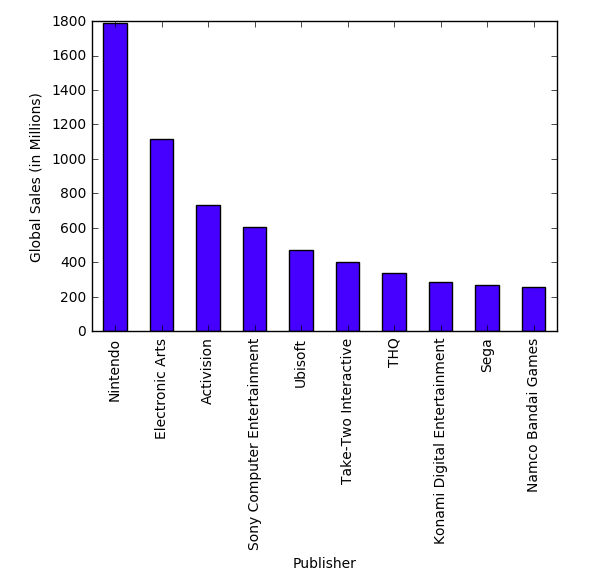 1800
1600
1400
1200
1000
800
600
400
200
0
Global Sales (in Millions)
Nintendo
Electronic Arts
Activision
Sony Computer Entertainment
Ubisoft
Take-Two Interactive
THQ
Konami Digital Entertainment
Sega
Namco Bandai Games
Publisher